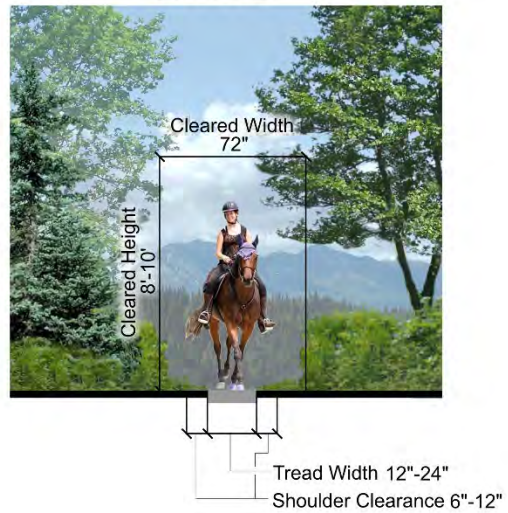 Cleared Width
72"
Cleared Height
8'-10'
Tread Width 12"-24"
Shoulder Clearance 6"-12"